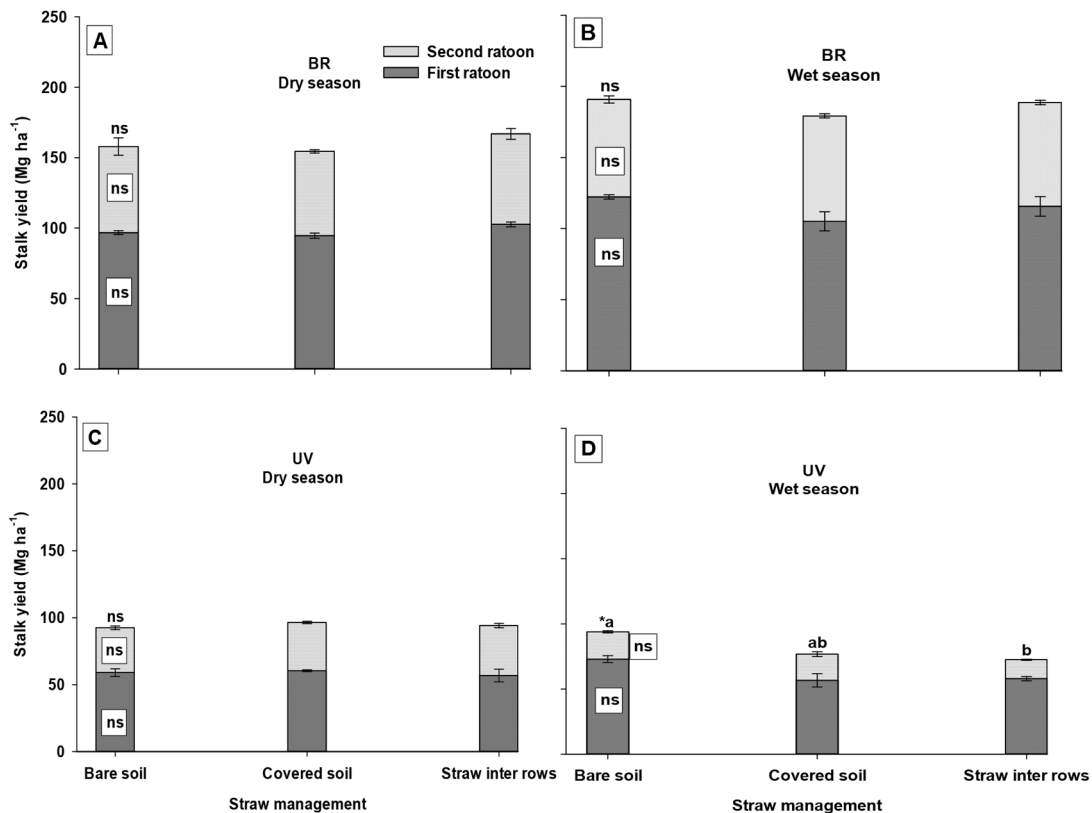 A
BR
Dry season
Second ratoon
First ratoon
Stalk yield (Mg ha⁻¹)
250
200
150
100
50
0
ns
ns
ns
B
BR
Wet season
ns
ns
ns
C
UV
Dry season
Stalk yield (Mg ha⁻¹)
250
200
150
100
50
0
ns
ns
ns
Bare soil
Covered soil
Straw inter rows
Straw management
D
UV
Wet season
*a
ab
b
ns
ns
Bare soil
Covered soil
Straw inter rows
Straw management